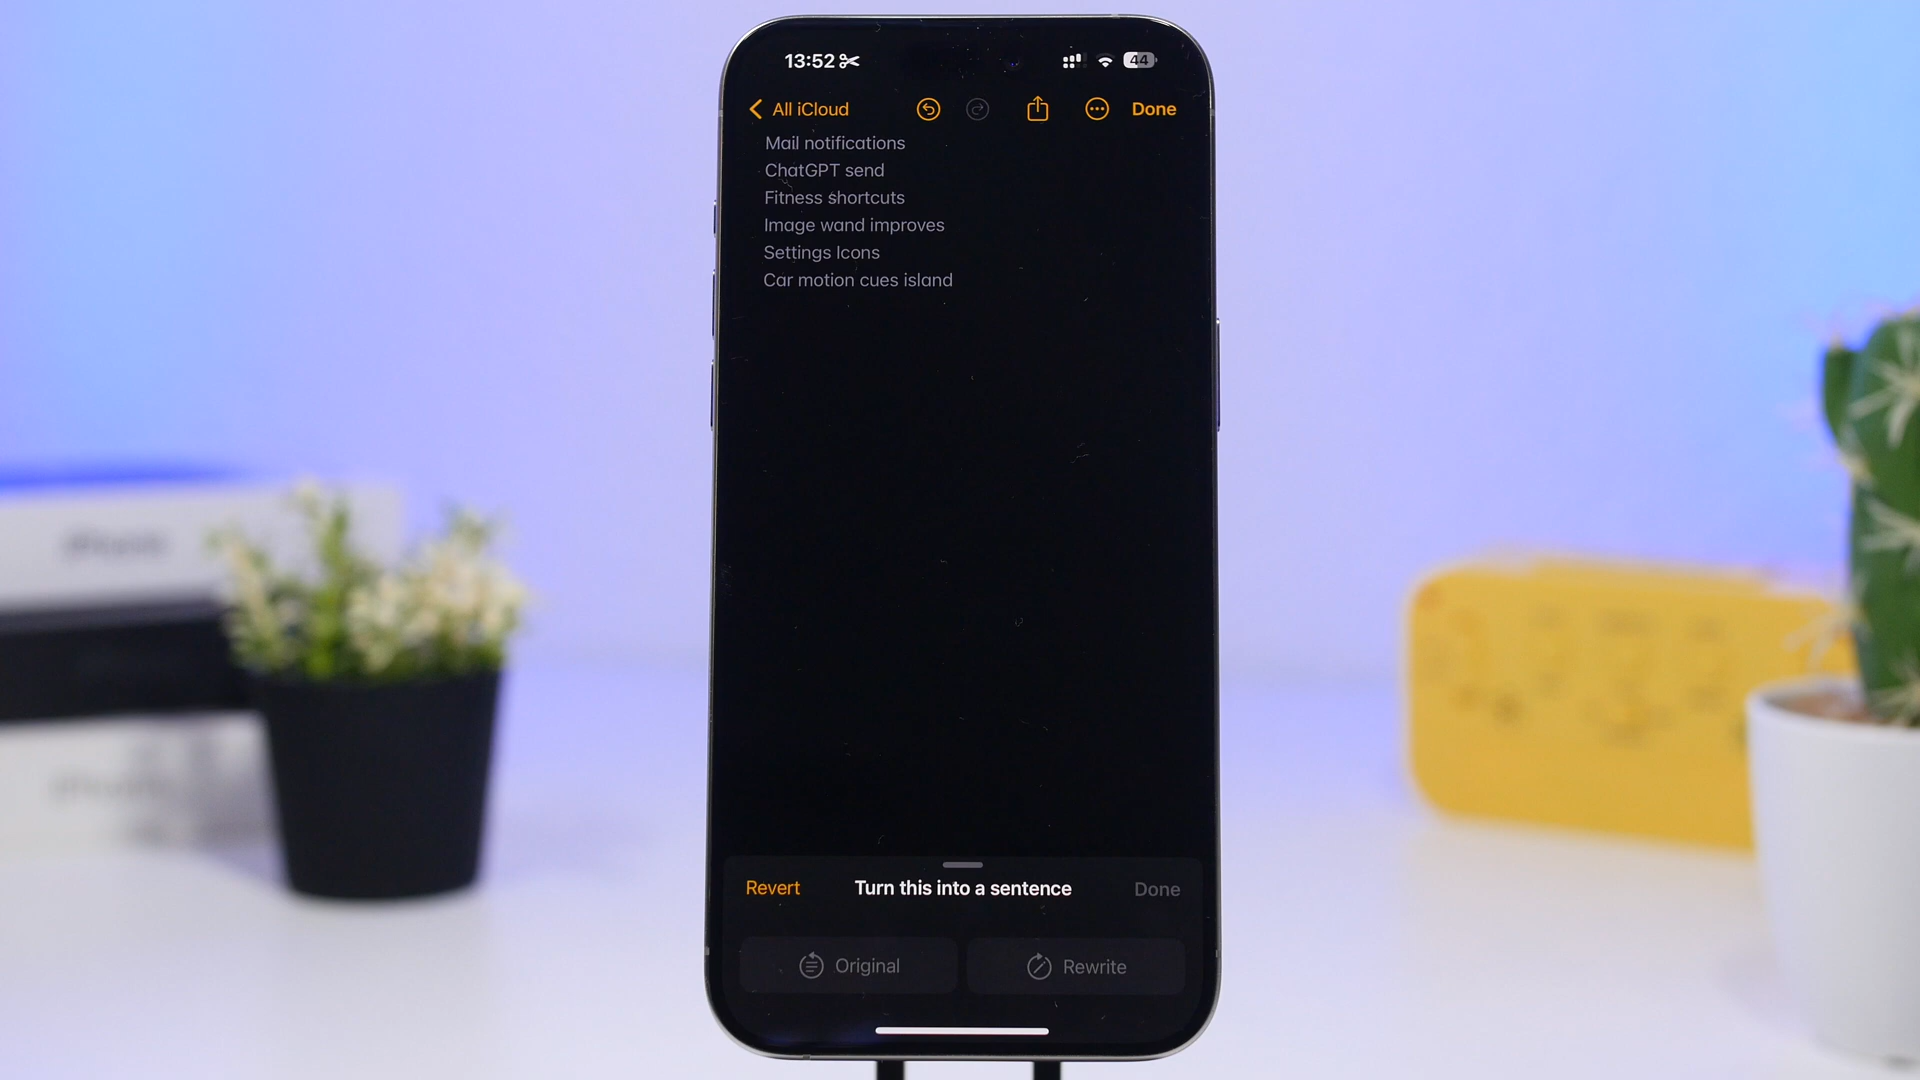 13:52
44
All iCloud
Done
Mail notifications
ChatGPT send
Fitness shortcuts
Image wand improves
Settings Icons
Car motion cues island
Revert
Turn this into a sentence
Done
Original
Rewrite
iPhone